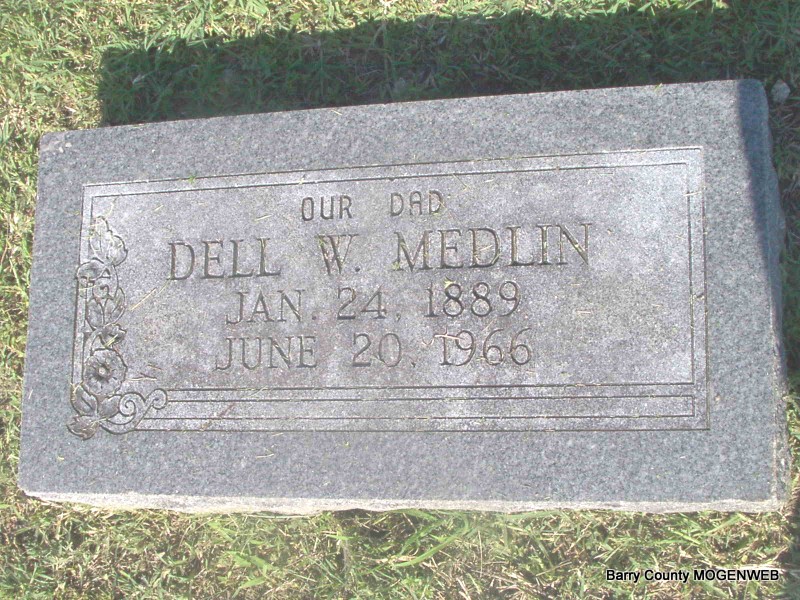 OUR DAD
DELL W. MEDLIN
JAN. 24, 1889
JUNE 20, 1966
Barry County MOGENWEB